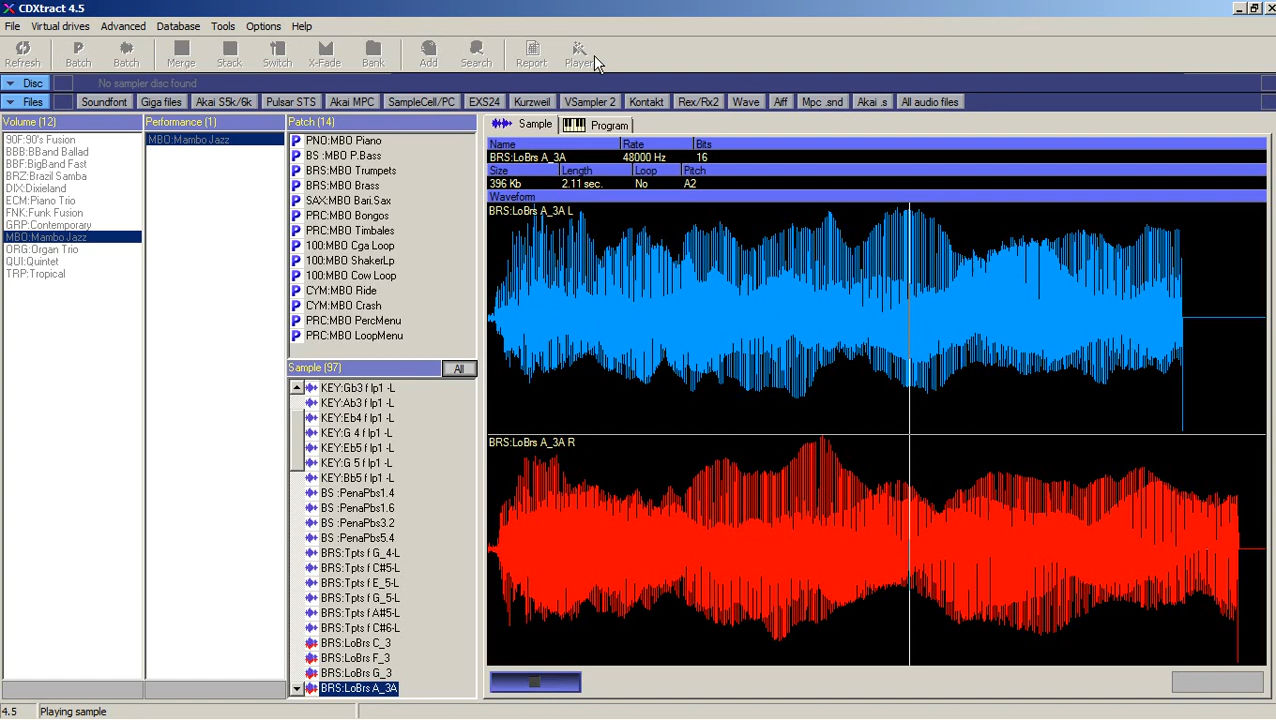 CDXtract 4.5
File Virtual drives Advanced Database Tools Options Help
Refresh Batch Batch Merge Stack Switch X-Fade Bank Add Search Report Player
Disc No sampler disc found
Files Soundfont Giga files Akai S5k/6k Pulsar STS Akai MPC SampleCell/PC EXS24 Kurzweil VSampler 2 Kontakt Rex/Rx2 Wave Aiff Mpc .snd Akai .s All audio files
Volume (12)
90F:90's Fusion
BBB:BBand Ballad
BBF:BigBand Fast
BRZ:Brazil Samba
DIX:Dixieland
ECM:Piano Trio
FNK:Funk Fusion
GRP:Contemporary
MBO:Mambo Jazz
ORG:Organ Trio
QUI:Quintet
TRP:Tropical
Performance (1)
MBO:Mambo Jazz
Patch (14)
P PNO:MBO Piano
P BS :MBO P.Bass
P BRS:MBO Trumpets
P BRS:MBO Brass
P SAX:MBO Bari.Sax
P PRC:MBO Bongos
P PRC:MBO Timbales
P 100:MBO Cga Loop
P 100:MBO ShakerLp
P 100:MBO Cow Loop
P CYM:MBO Ride
P CYM:MBO Crash
P PRC:MBO PercMenu
P PRC:MBO LoopMenu
Sample (97) All
KEY:Gb3 f lp1 -L
KEY:Ab3 f lp1 -L
KEY:Eb4 f lp1 -L
KEY:G 4 f lp1 -L
KEY:Eb5 f lp1 -L
KEY:G 5 f lp1 -L
KEY:Bb5 f lp1 -L
BS :PenaPbs1.4
BS :PenaPbs1.6
BS :PenaPbs3.2
BS :PenaPbs5.4
BRS:Tpts f G_4-L
BRS:Tpts f C#5-L
BRS:Tpts f E_5-L
BRS:Tpts f G_5-L
BRS:Tpts f A#5-L
BRS:Tpts f C#6-L
BRS:LoBrs C_3
BRS:LoBrs F_3
BRS:LoBrs G_3
BRS:LoBrs A_3A
Sample Program
Name Rate Bits
BRS:LoBrs A_3A 48000 Hz 16
Size Length Loop Pitch
396 Kb 2.11 sec. No A2
Waveform
BRS:LoBrs A_3A L
BRS:LoBrs A_3A R
4.5 Playing sample